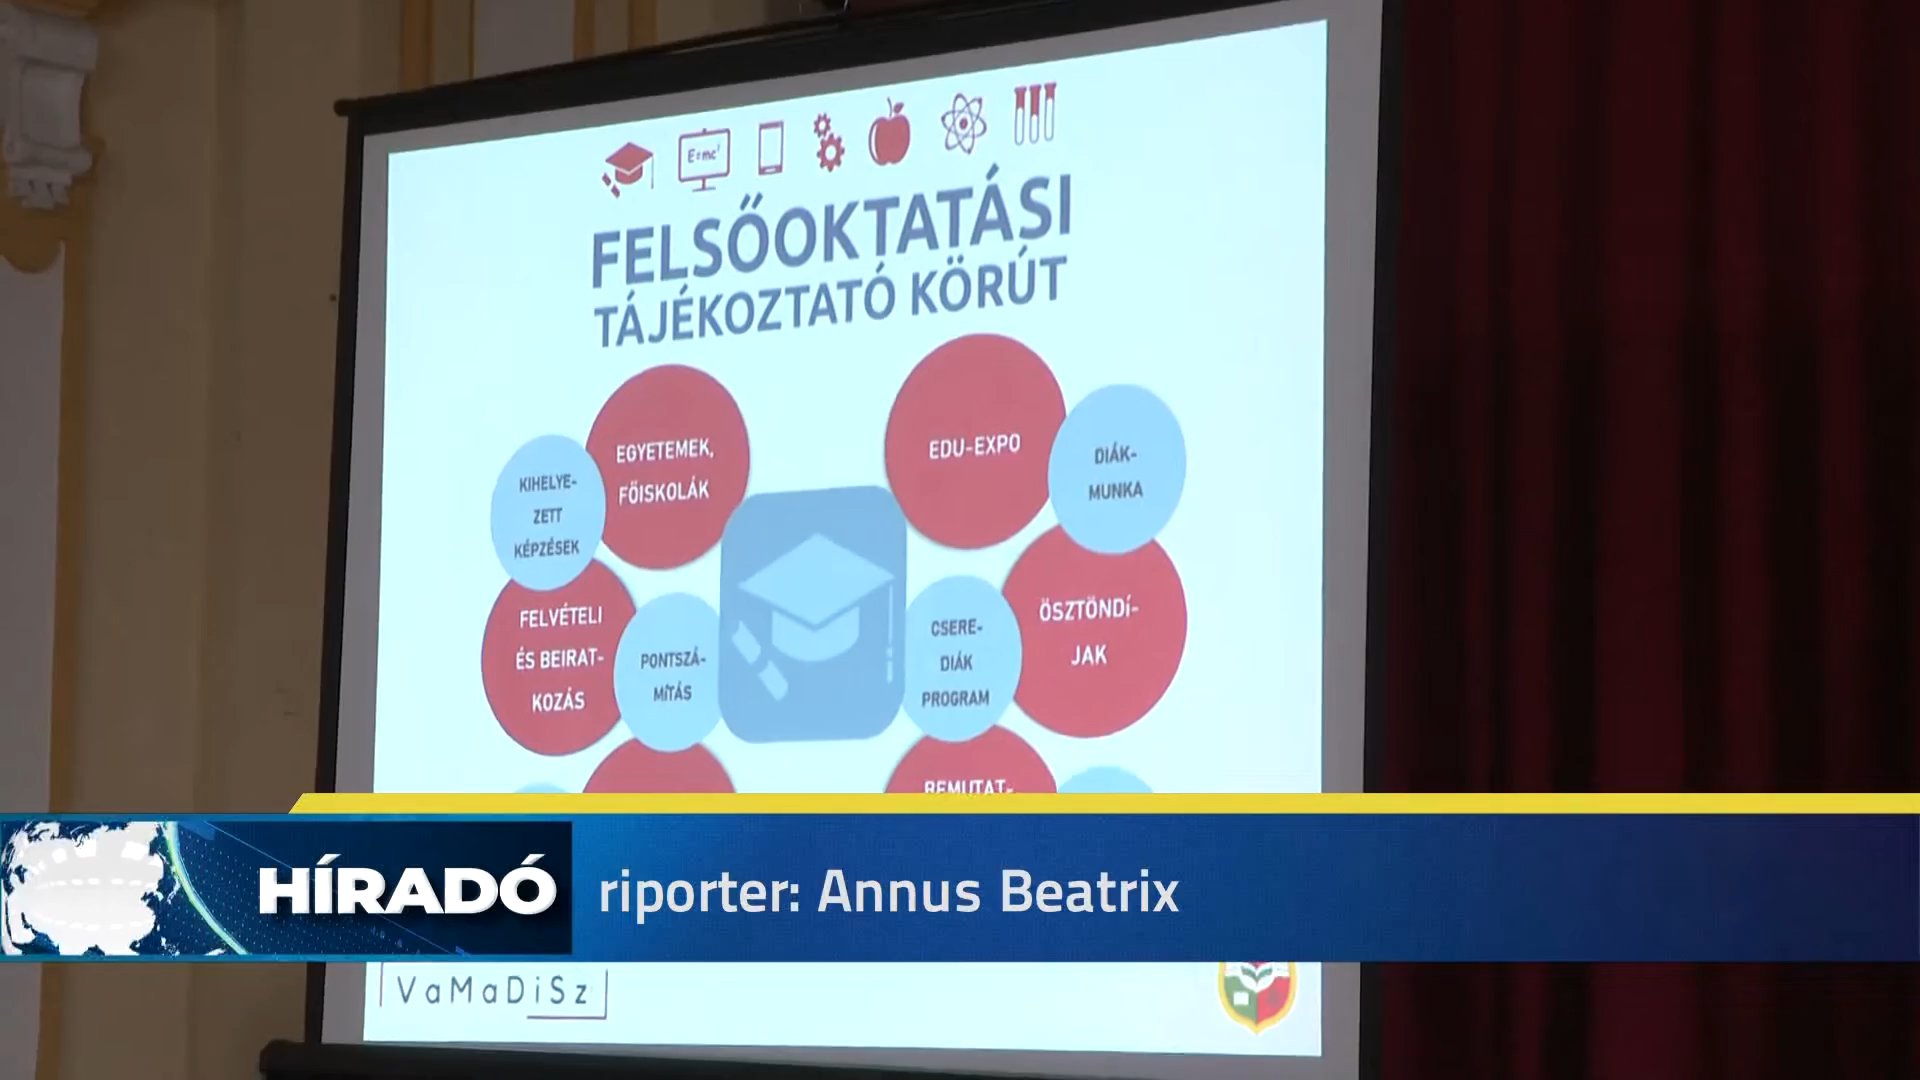 E=mc²
FELSŐOKTATÁSI
TÁJÉKOZTATÓ KÖRÚT
EGYETEMEK,
FŐISKOLÁK
KIHELYE-
ZETT
KÉPZÉSEK
EDU-EXPO
DIÁK-
MUNKA
FELVÉTELI
ÉS BEIRAT-
KOZÁS
PONTSZÁ-
MÍTÁS
CSERE-
DIÁK
PROGRAM
ÖSZTÖNDÍ-
JAK
BEMUTAT-
HÍRADÓ
riporter: Annus Beatrix
VaMaDiSz